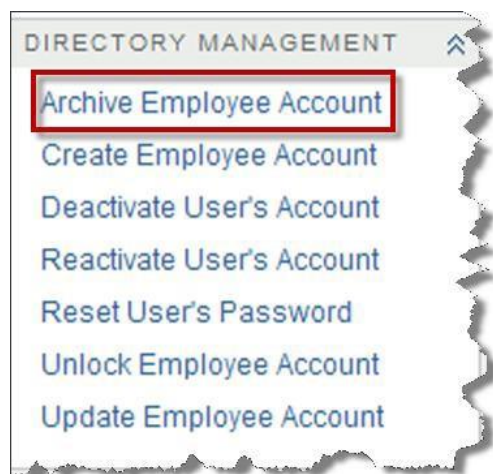 DIRECTORY MANAGEMENT
Archive Employee Account
Create Employee Account
Deactivate User's Account
Reactivate User's Account
Reset User's Password
Unlock Employee Account
Update Employee Account